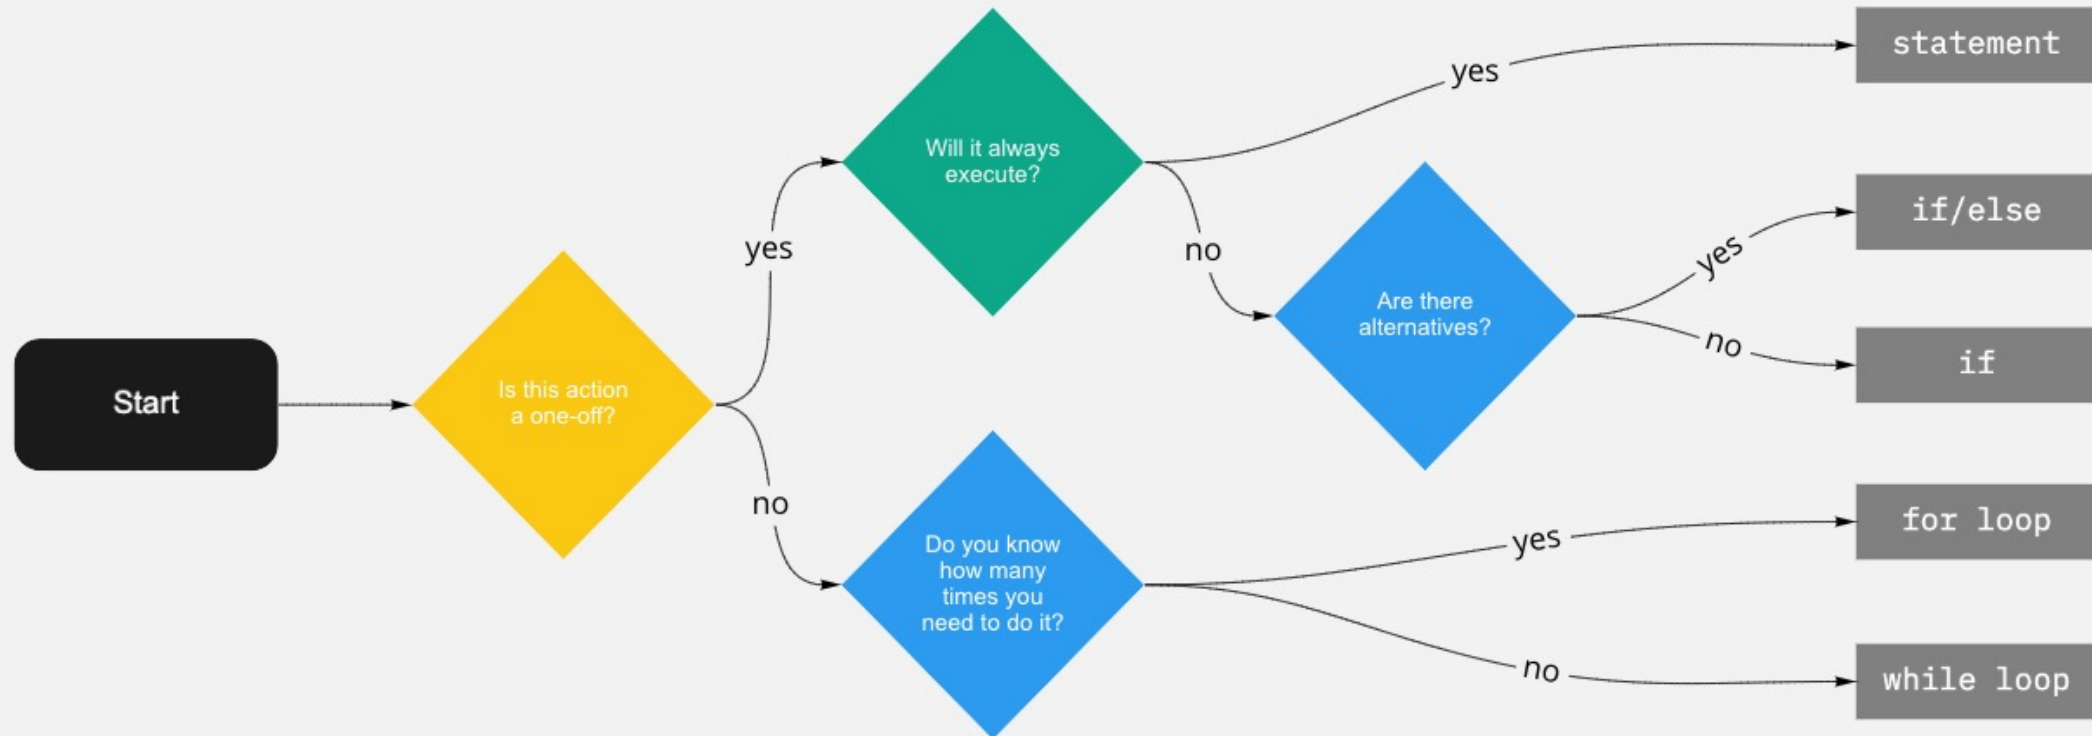 Start
Is this action
a one-off?
yes
no
Will it always
execute?
yes
no
Are there
alternatives?
yes
no
Do you know
how many
times you
need to do it?
yes
no
statement
if/else
if
for loop
while loop